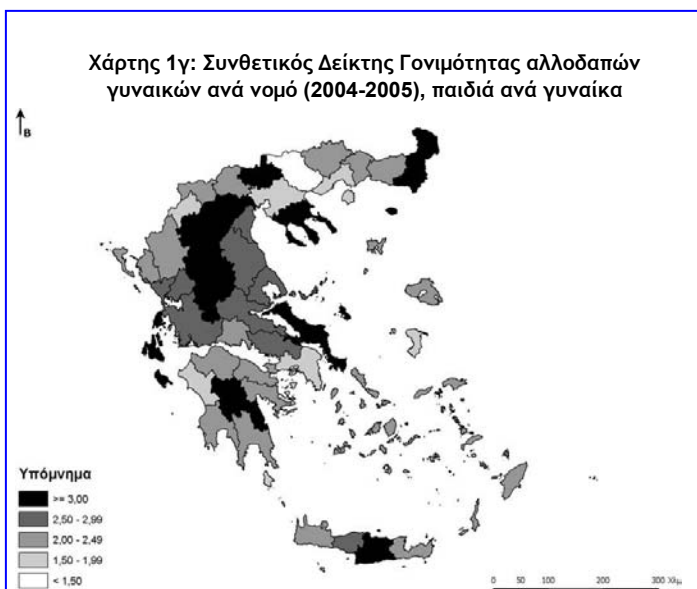 Χάρτης 1γ: Συνθετικός Δείκτης Γονιμότητας αλλοδαπών
γυναικών ανά νομό (2004-2005), παιδιά ανά γυναίκα
Β
Υπόμνημα
>= 3,00
2,50 - 2,99
2,00 - 2,49
1,50 - 1,99
< 1,50
0 50 100 200 300 Χλμ